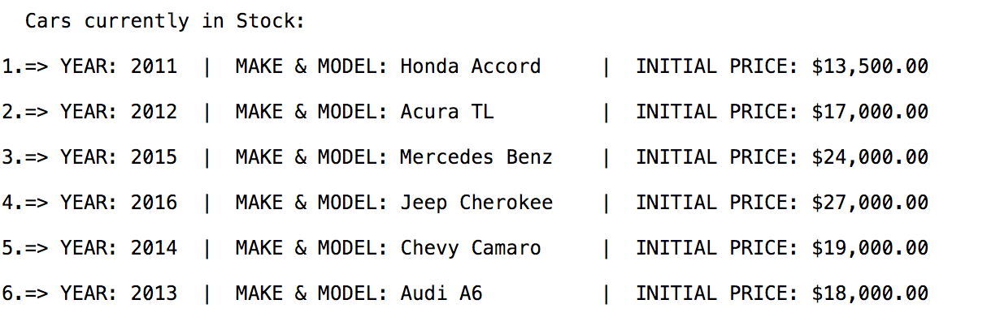 Cars currently in Stock:
1.=> YEAR: 2011  |  MAKE & MODEL: Honda Accord     |  INITIAL PRICE: $13,500.00
2.=> YEAR: 2012  |  MAKE & MODEL: Acura TL         |  INITIAL PRICE: $17,000.00
3.=> YEAR: 2015  |  MAKE & MODEL: Mercedes Benz    |  INITIAL PRICE: $24,000.00
4.=> YEAR: 2016  |  MAKE & MODEL: Jeep Cherokee    |  INITIAL PRICE: $27,000.00
5.=> YEAR: 2014  |  MAKE & MODEL: Chevy Camaro     |  INITIAL PRICE: $19,000.00
6.=> YEAR: 2013  |  MAKE & MODEL: Audi A6          |  INITIAL PRICE: $18,000.00